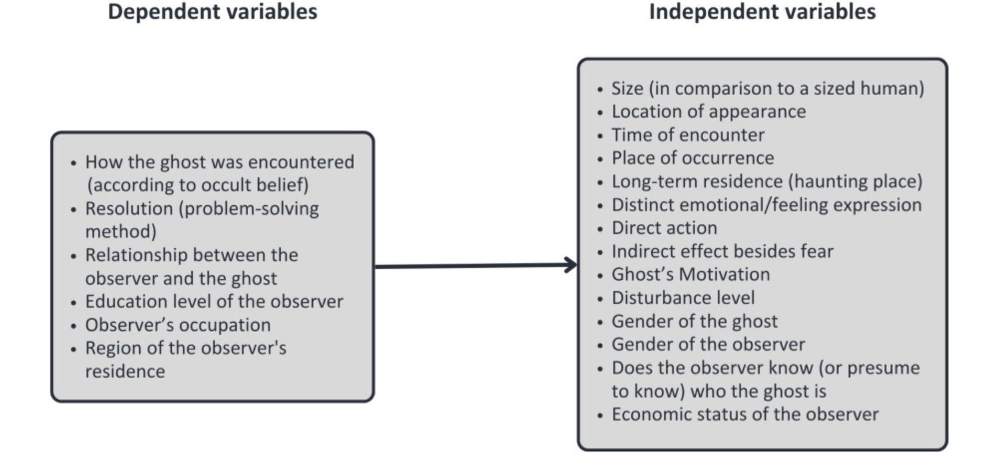 Dependent variables
• How the ghost was encountered
(according to occult belief)
• Resolution (problem-solving
method)
• Relationship between the
observer and the ghost
• Education level of the observer
• Observer’s occupation
• Region of the observer's
residence
Independent variables
• Size (in comparison to a sized human)
• Location of appearance
• Time of encounter
• Place of occurrence
• Long-term residence (haunting place)
• Distinct emotional/feeling expression
• Direct action
• Indirect effect besides fear
• Ghost’s Motivation
• Disturbance level
• Gender of the ghost
• Gender of the observer
• Does the observer know (or presume
to know) who the ghost is
• Economic status of the observer